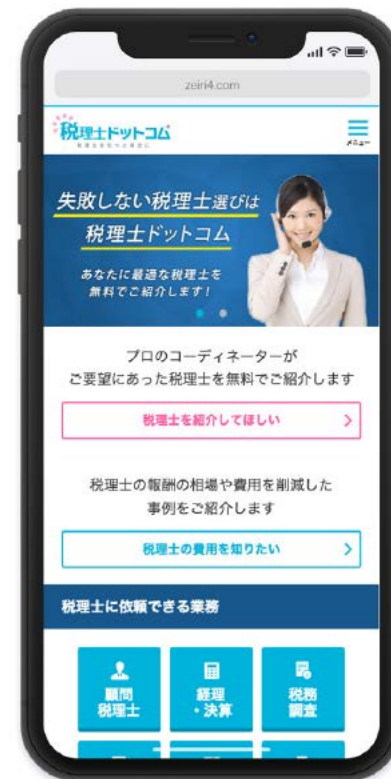 zeiri4.com
税理士ドットコム
メニュー
失敗しない税理士選びは
税理士ドットコム
あなたに最適な税理士を
無料でご紹介します!
プロのコーディネーターが
ご要望にあった税理士を無料でご紹介します
税理士を紹介してほしい
税理士の報酬の相場や費用を削減した
事例をご紹介します
税理士の費用を知りたい
税理士に依頼できる業務
顧問
税理士
経理
・決算
税務
調査